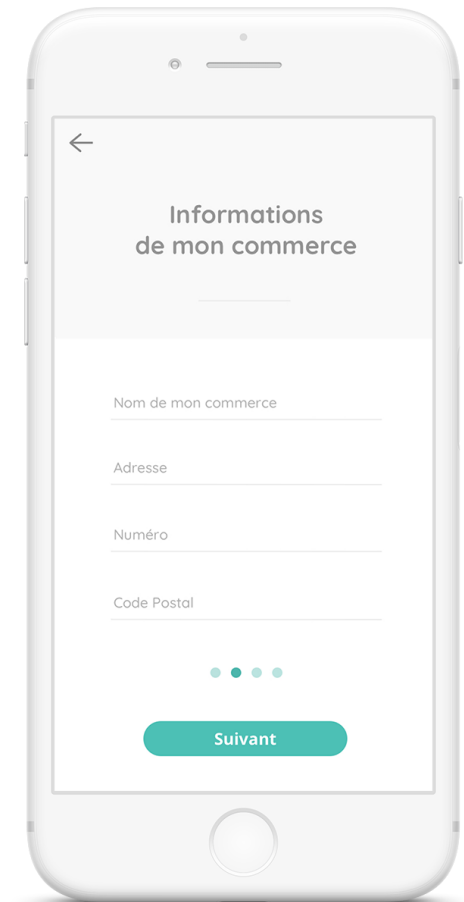 Informations
de mon commerce
Nom de mon commerce
Adresse
Numéro
Code Postal
Suivant